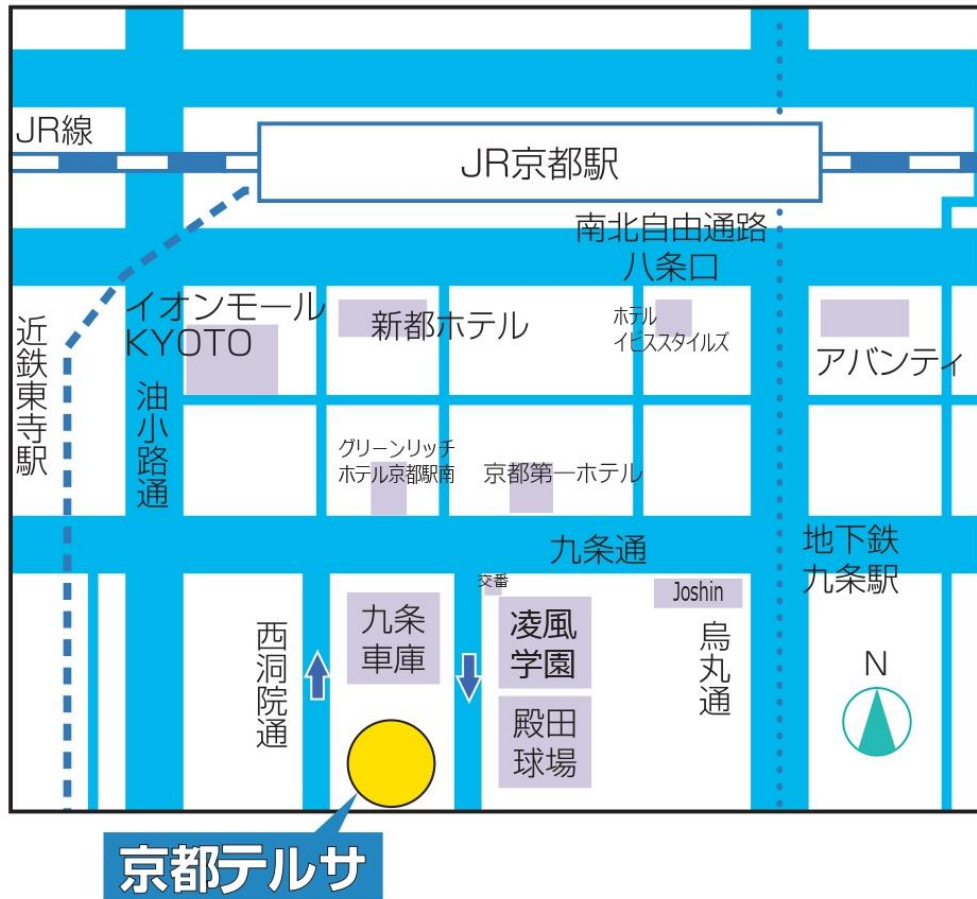 JR線
JR京都駅
南北自由通路
八条口
イオンモール
KYOTO
新都ホテル
ホテル
イビススタイルズ
アバンティ
近鉄東寺駅
油小路通
グリーンリッチ
ホテル京都駅南
京都第一ホテル
九条通
地下鉄
九条駅
交番
Joshin
九条
車庫
凌風
学園
西洞院通
烏丸通
N
殿田
球場
京都テルサ